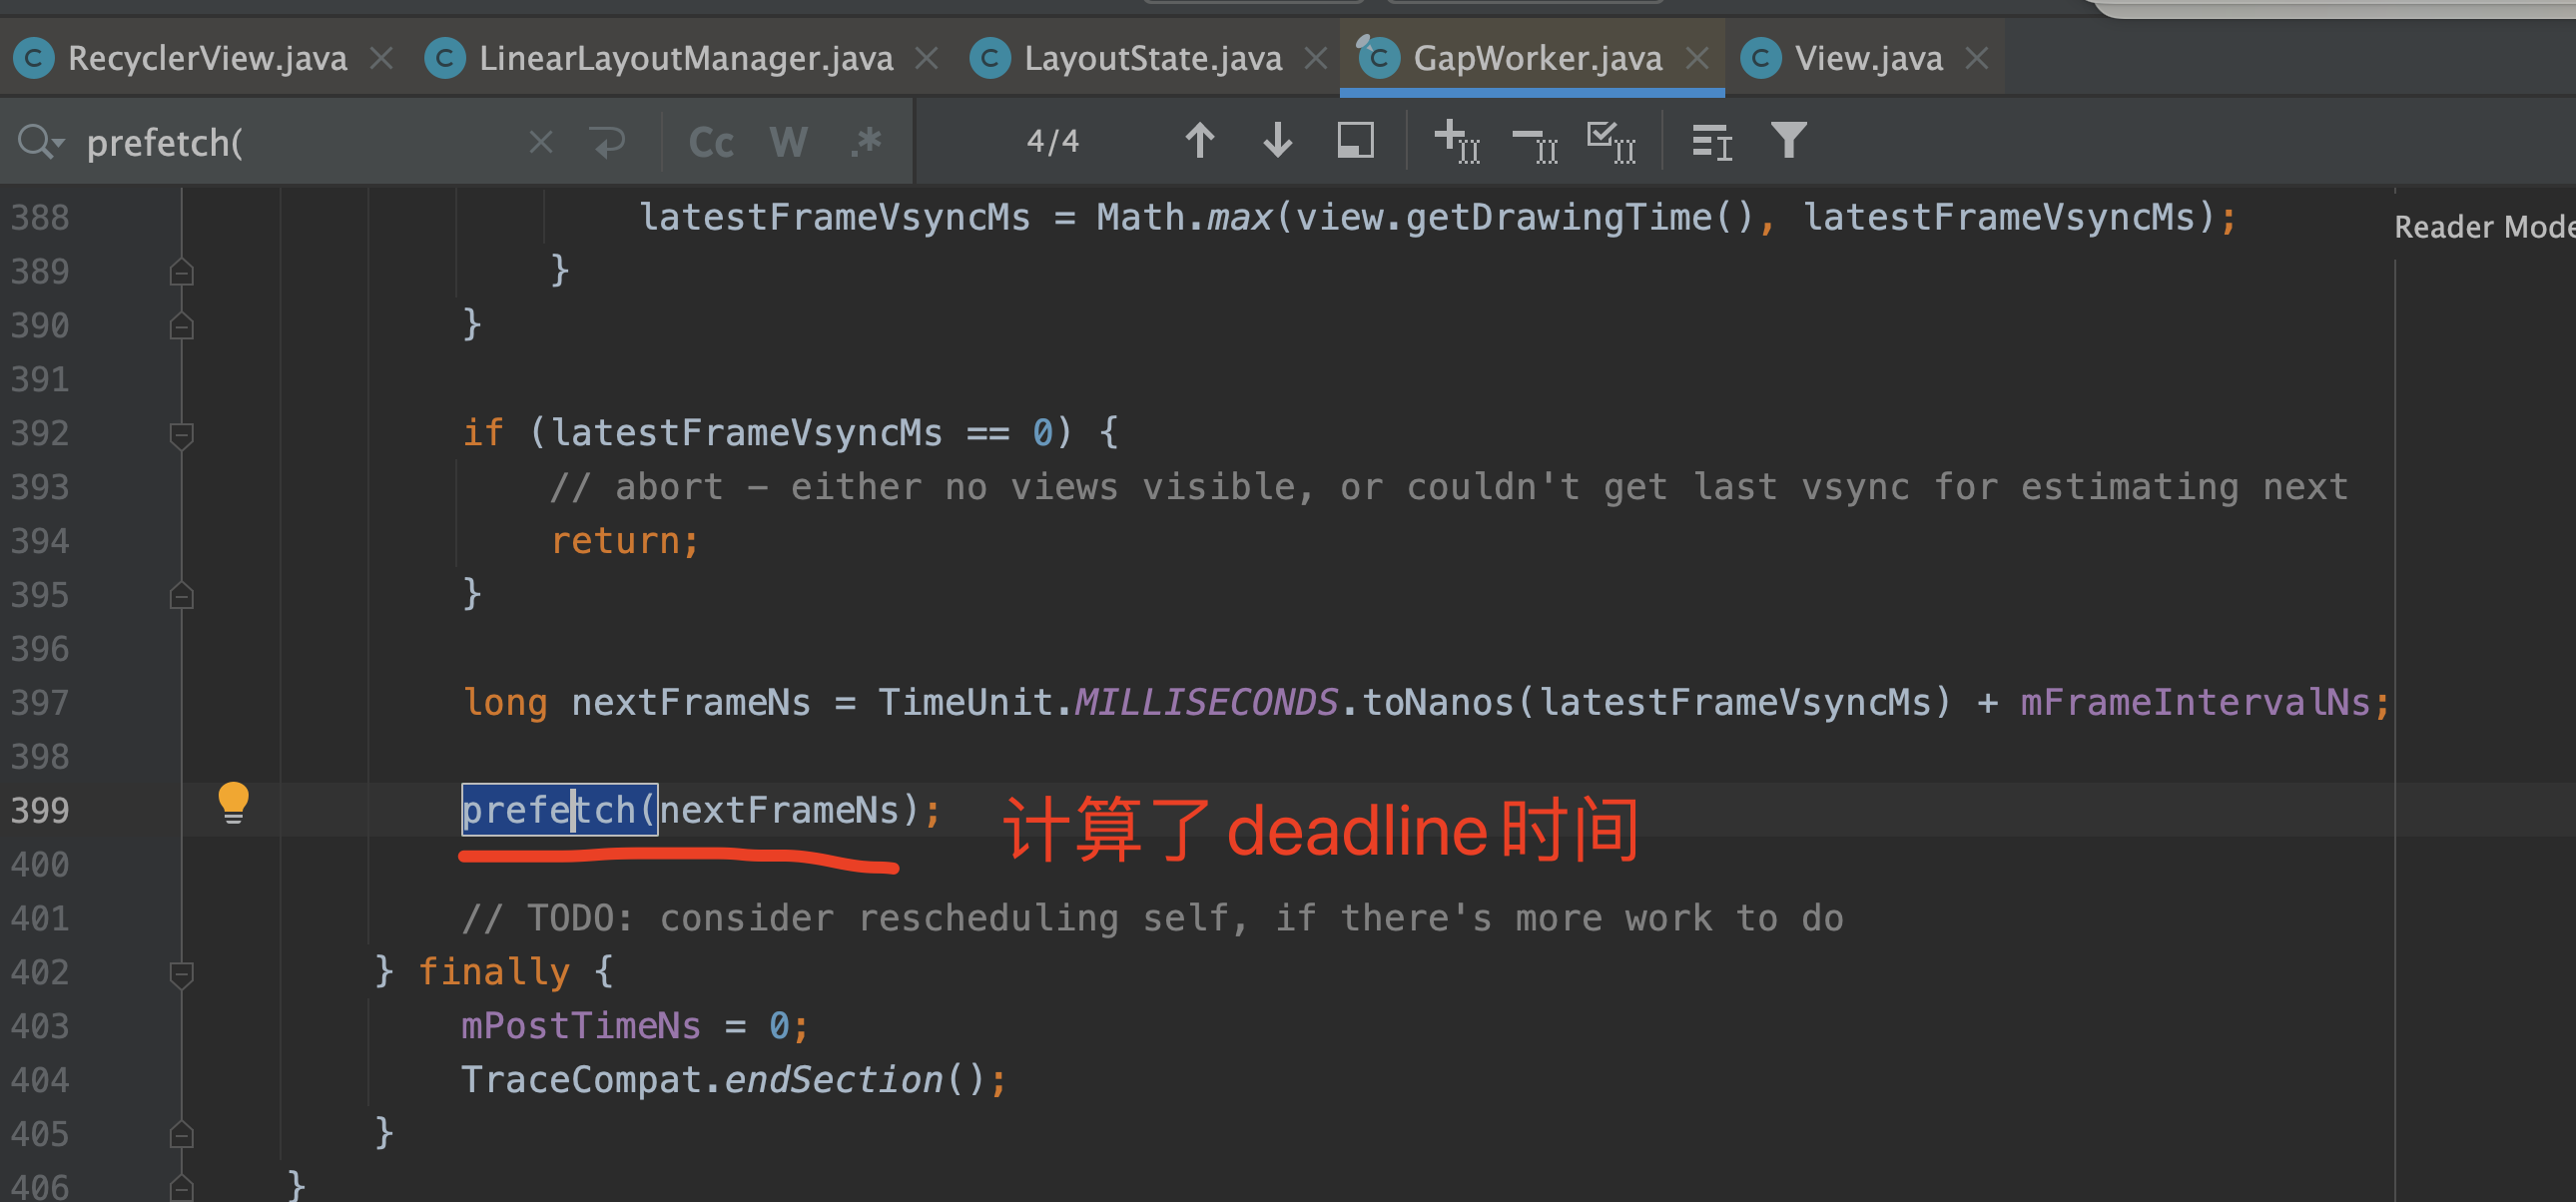 RecyclerView.java LinearLayoutManager.java LayoutState.java GapWorker.java View.java
prefetch( Cc W .* 4/4
388 latestFrameVsyncMs = Math.max(view.getDrawingTime(), latestFrameVsyncMs);
Reader Mode
389 }
390 }
391
392 if (latestFrameVsyncMs == 0) {
393 // abort - either no views visible, or couldn't get last vsync for estimating next
394 return;
395 }
396
397 long nextFrameNs = TimeUnit.MILLISECONDS.toNanos(latestFrameVsyncMs) + mFrameIntervalNs;
398
399 prefetch(nextFrameNs); 计算了 deadline 时间
400
401 // TODO: consider rescheduling self, if there's more work to do
402 } finally {
403 mPostTimeNs = 0;
404 TraceCompat.endSection();
405 }
406 }